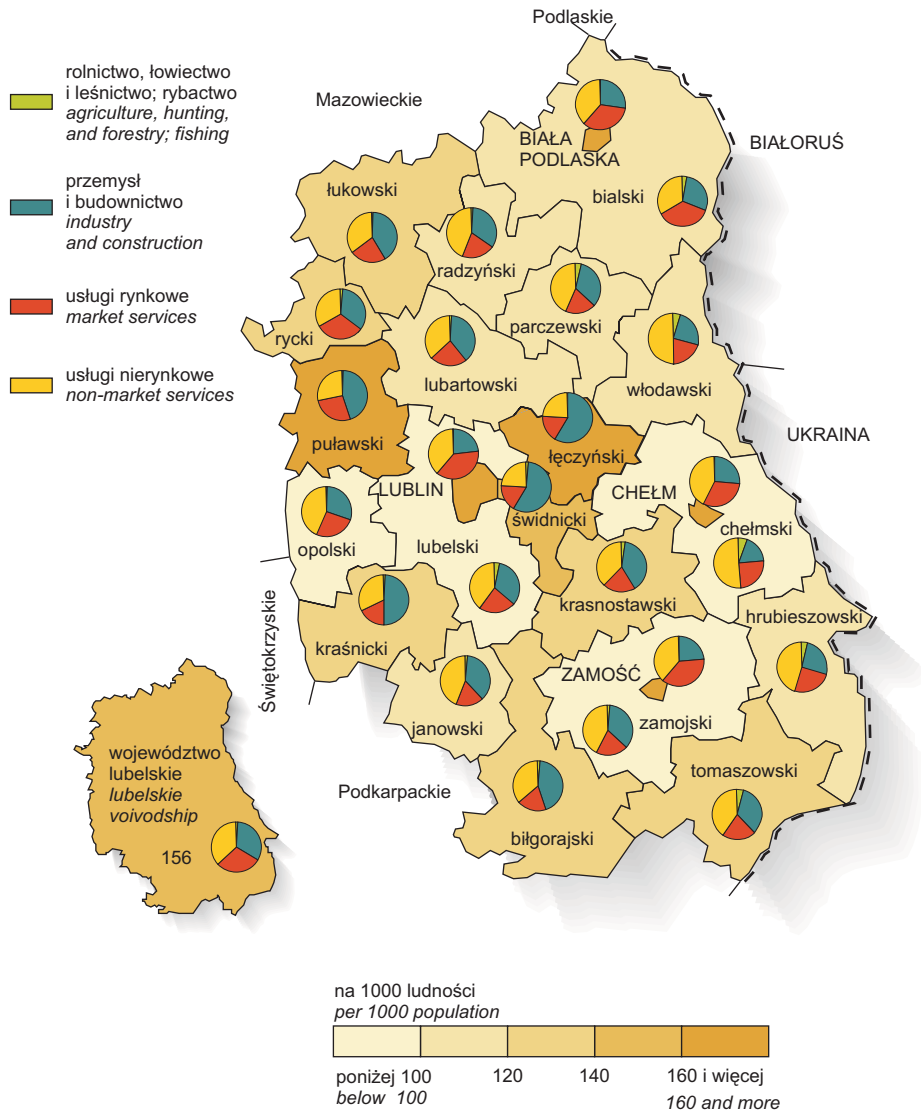 Podlaskie
rolnictwo, łowiectwo
i leśnictwo; rybactwo
agriculture, hunting,
and forestry; fishing
przemysł
i budownictwo
industry
and construction
usługi rynkowe
market services
usługi nierynkowe
non-market services
Mazowieckie
BIAŁORUŚ
BIAŁA
PODLASKA
łukowski
bialski
radzyński
parczewski
rycki
lubartowski
włodawski
puławski
UKRAINA
łęczyński
LUBLIN
CHEŁM
świdnicki
chełmski
opolski
lubelski
krasnostawski
hrubieszowski
kraśnicki
Świętokrzyskie
ZAMOŚĆ
janowski
zamojski
tomaszowski
Podkarpackie
biłgorajski
województwo
lubelskie
lubelskie
voivodship
156
na 1000 ludności
per 1000 population
poniżej 100 120 140 160 i więcej
below 100 160 and more